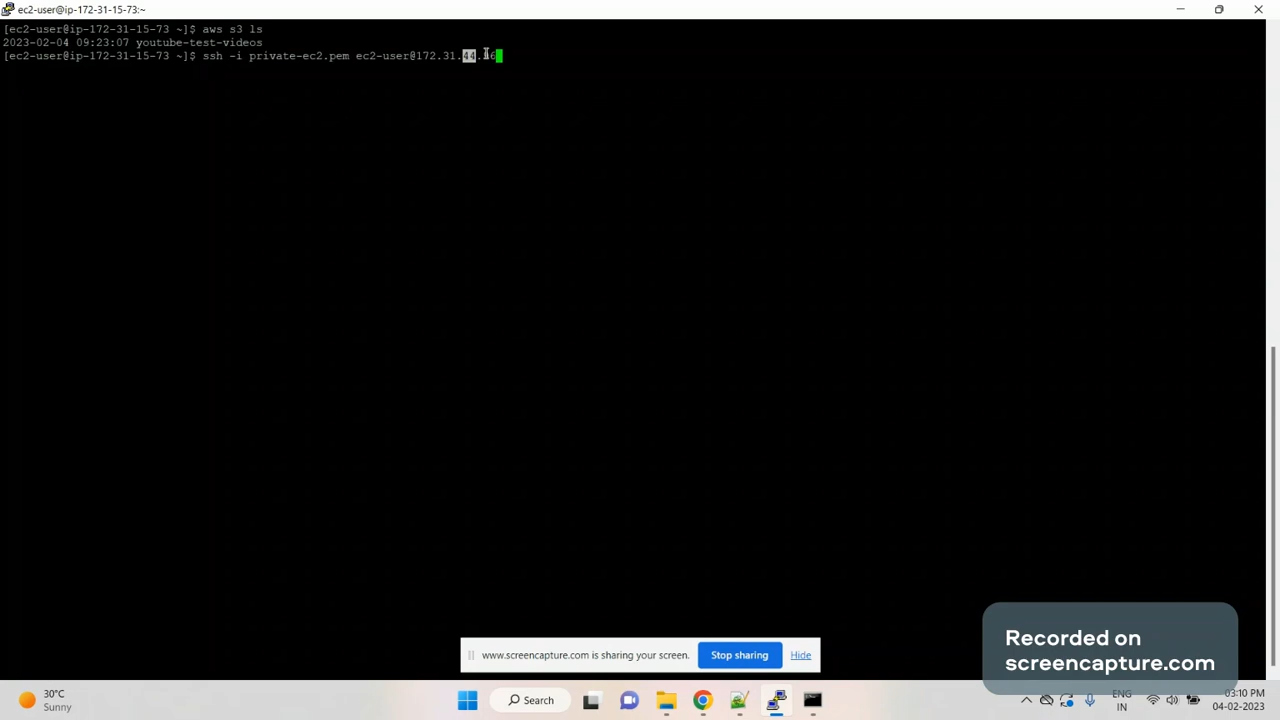 ec2-user@ip-172-31-15-73:~
[ec2-user@ip-172-31-15-73 ~]$ aws s3 ls
2023-02-04 09:23:07 youtube-test-videos
[ec2-user@ip-172-31-15-73 ~]$ ssh -i private-ec2.pem ec2-user@172.31.44.
www.screencapture.com is sharing your screen.
Stop sharing
Hide
Recorded on
screencapture.com
30°C
Sunny
Search
ENG
IN
03:10 PM
04-02-2023